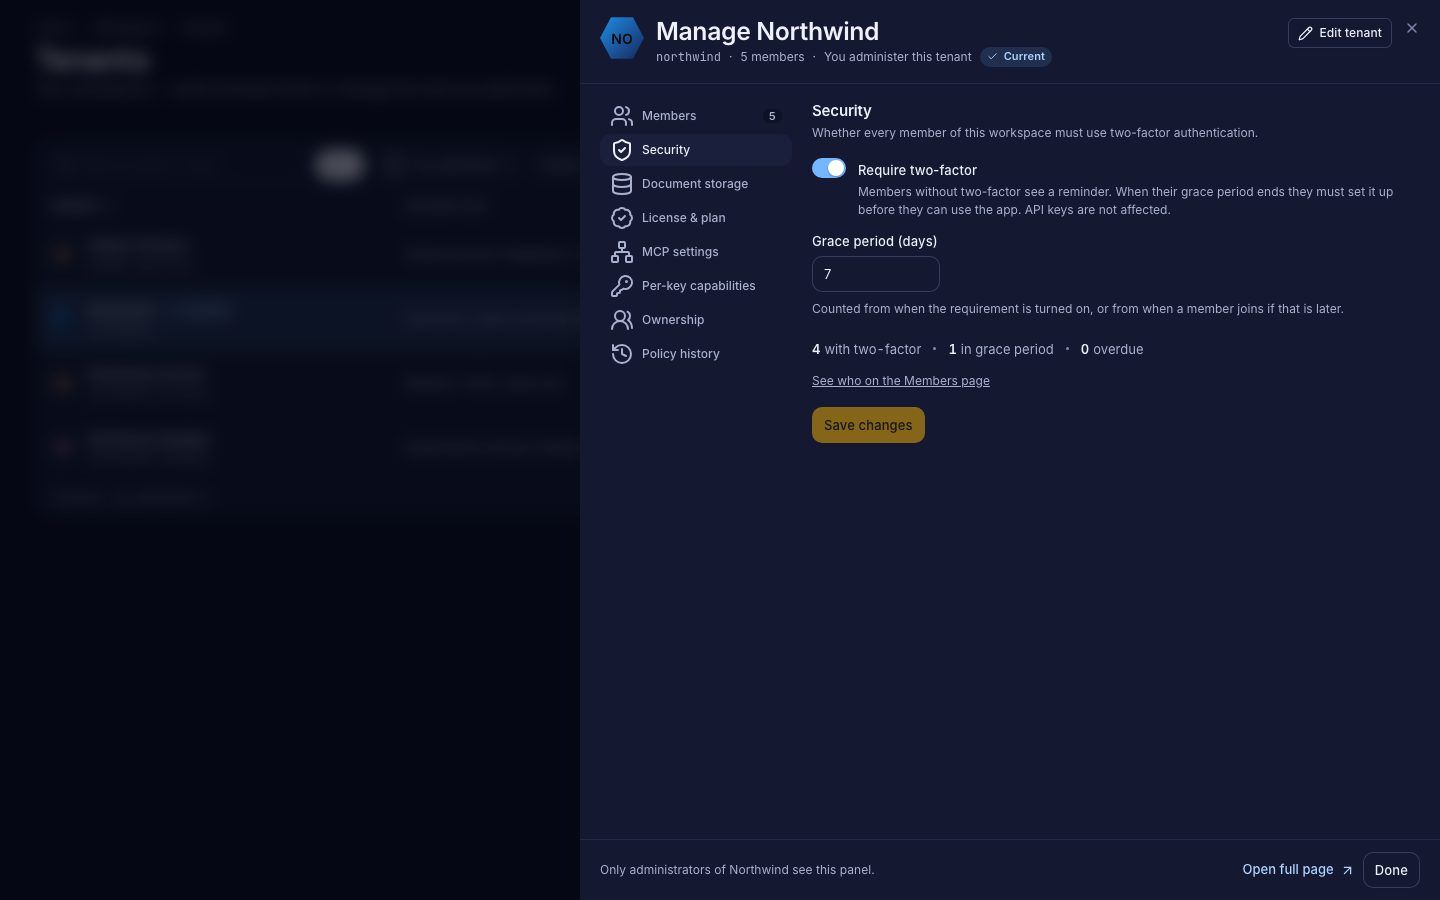 Tenants
NO
Manage Northwind
northwind · 5 members · You administer this tenant
Current
Edit tenant
Members 5
Security
Document storage
License & plan
MCP settings
Per-key capabilities
Ownership
Policy history
Security
Whether every member of this workspace must use two-factor authentication.
Require two-factor
Members without two-factor see a reminder. When their grace period ends they must set it up
before they can use the app. API keys are not affected.
Grace period (days)
7
Counted from when the requirement is turned on, or from when a member joins if that is later.
4 with two-factor • 1 in grace period • 0 overdue
See who on the Members page
Save changes
Only administrators of Northwind see this panel.
Open full page
Done